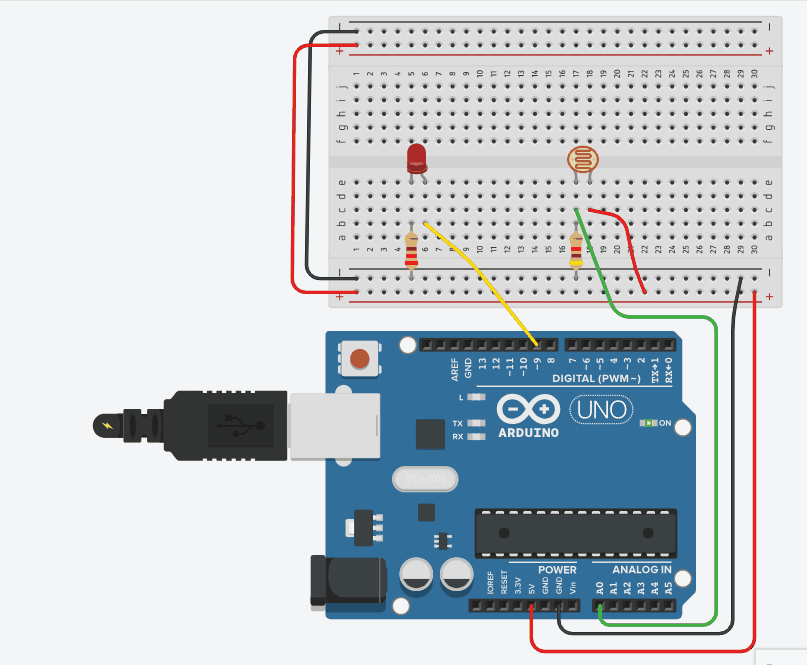 − −
+ +
1 2 3 4 5 6 7 8 9 10 11 12 13 14 15 16 17 18 19 20 21 22 23 24 25 26 27 28 29 30
j j
i i
h h
g g
f f
e e
d d
c c
b b
a a
1 2 3 4 5 6 7 8 9 10 11 12 13 14 15 16 17 18 19 20 21 22 23 24 25 26 27 28 29 30
− −
+ +
AREF GND 13 12 ~11 ~10 ~9 8 7 ~6 ~5 4 ~3 2 TX→1 RX←0
DIGITAL (PWM~)
L
TX
RX
UNO
ARDUINO
ON
POWER ANALOG IN
IOREF RESET 3.3V 5V GND GND Vin A0 A1 A2 A3 A4 A5